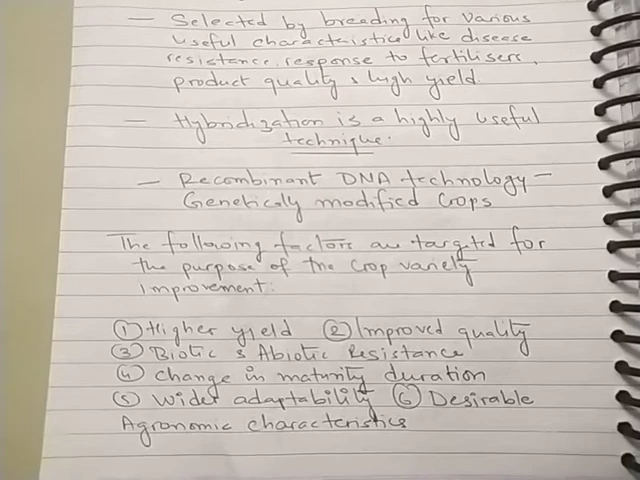 — Selected by breading for various
useful characteristics like disease
resistance, response to fertilisers,
product quality & high yield.
— Hybridization is a highly useful
technique.
— Recombinant DNA technology –
Geneticaly modified Crops
The following factors are targeted for
the purpose of the Crop variely
improvement:
① Higher yield ② Improved quality
③ Biotic & Abiotic Resistance
④ change in maturity duration
⑤ Wider adaptability ⑥ Desirable
Agronomic characteristics